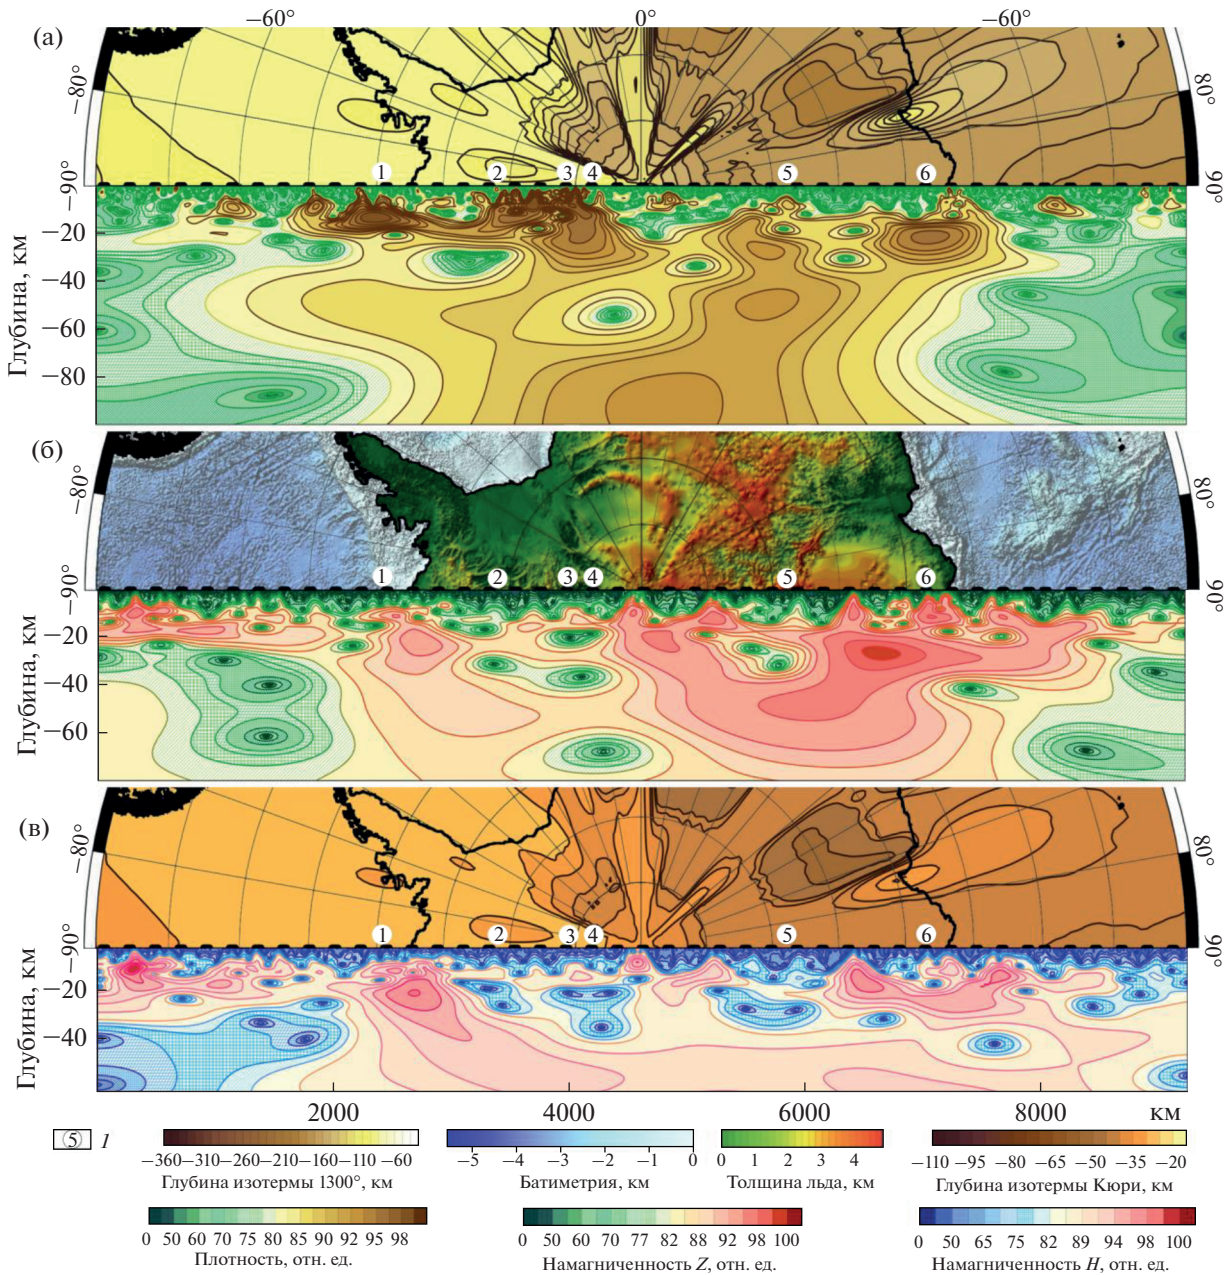 −60° 0° −60°
(а)
−80° 80°
1 2 3 4 5 6
−90° 90°
Глубина, км
−20
−40
−60
−80
(б)
−80° 80°
1 2 3 4 5 6
−90° 90°
Глубина, км
−20
−40
−60
(в)
−80° 80°
1 2 3 4 5 6
−90° 90°
Глубина, км
−20
−40
2000 4000 6000 8000 км
5 1
−360−310−260−210−160−110 −60
Глубина изотермы 1300°, км
−5 −4 −3 −2 −1 0
Батиметрия, км
0 1 2 3 4
Толщина льда, км
−110 −95 −80 −65 −50 −35 −20
Глубина изотермы Кюри, км
0 50 60 70 75 80 85 90 92 95 98
Плотность, отн. ед.
0 50 60 70 77 82 88 92 98 100
Намагниченность Z, отн. ед.
0 50 65 75 82 89 94 98 100
Намагниченность H, отн. ед.